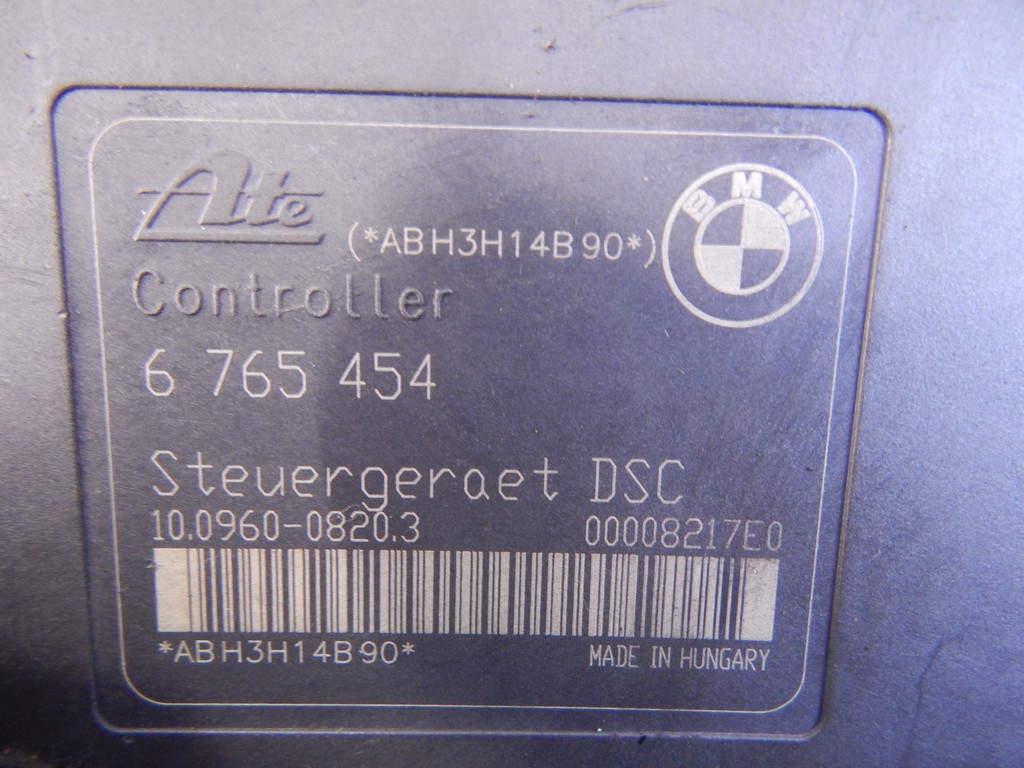 Ate
(*ABH3H14B90*)
BMW
Controller
6 765 454
Steuergeraet DSC
10.0960-0820.3 00008217E0
*ABH3H14B90*
MADE IN HUNGARY